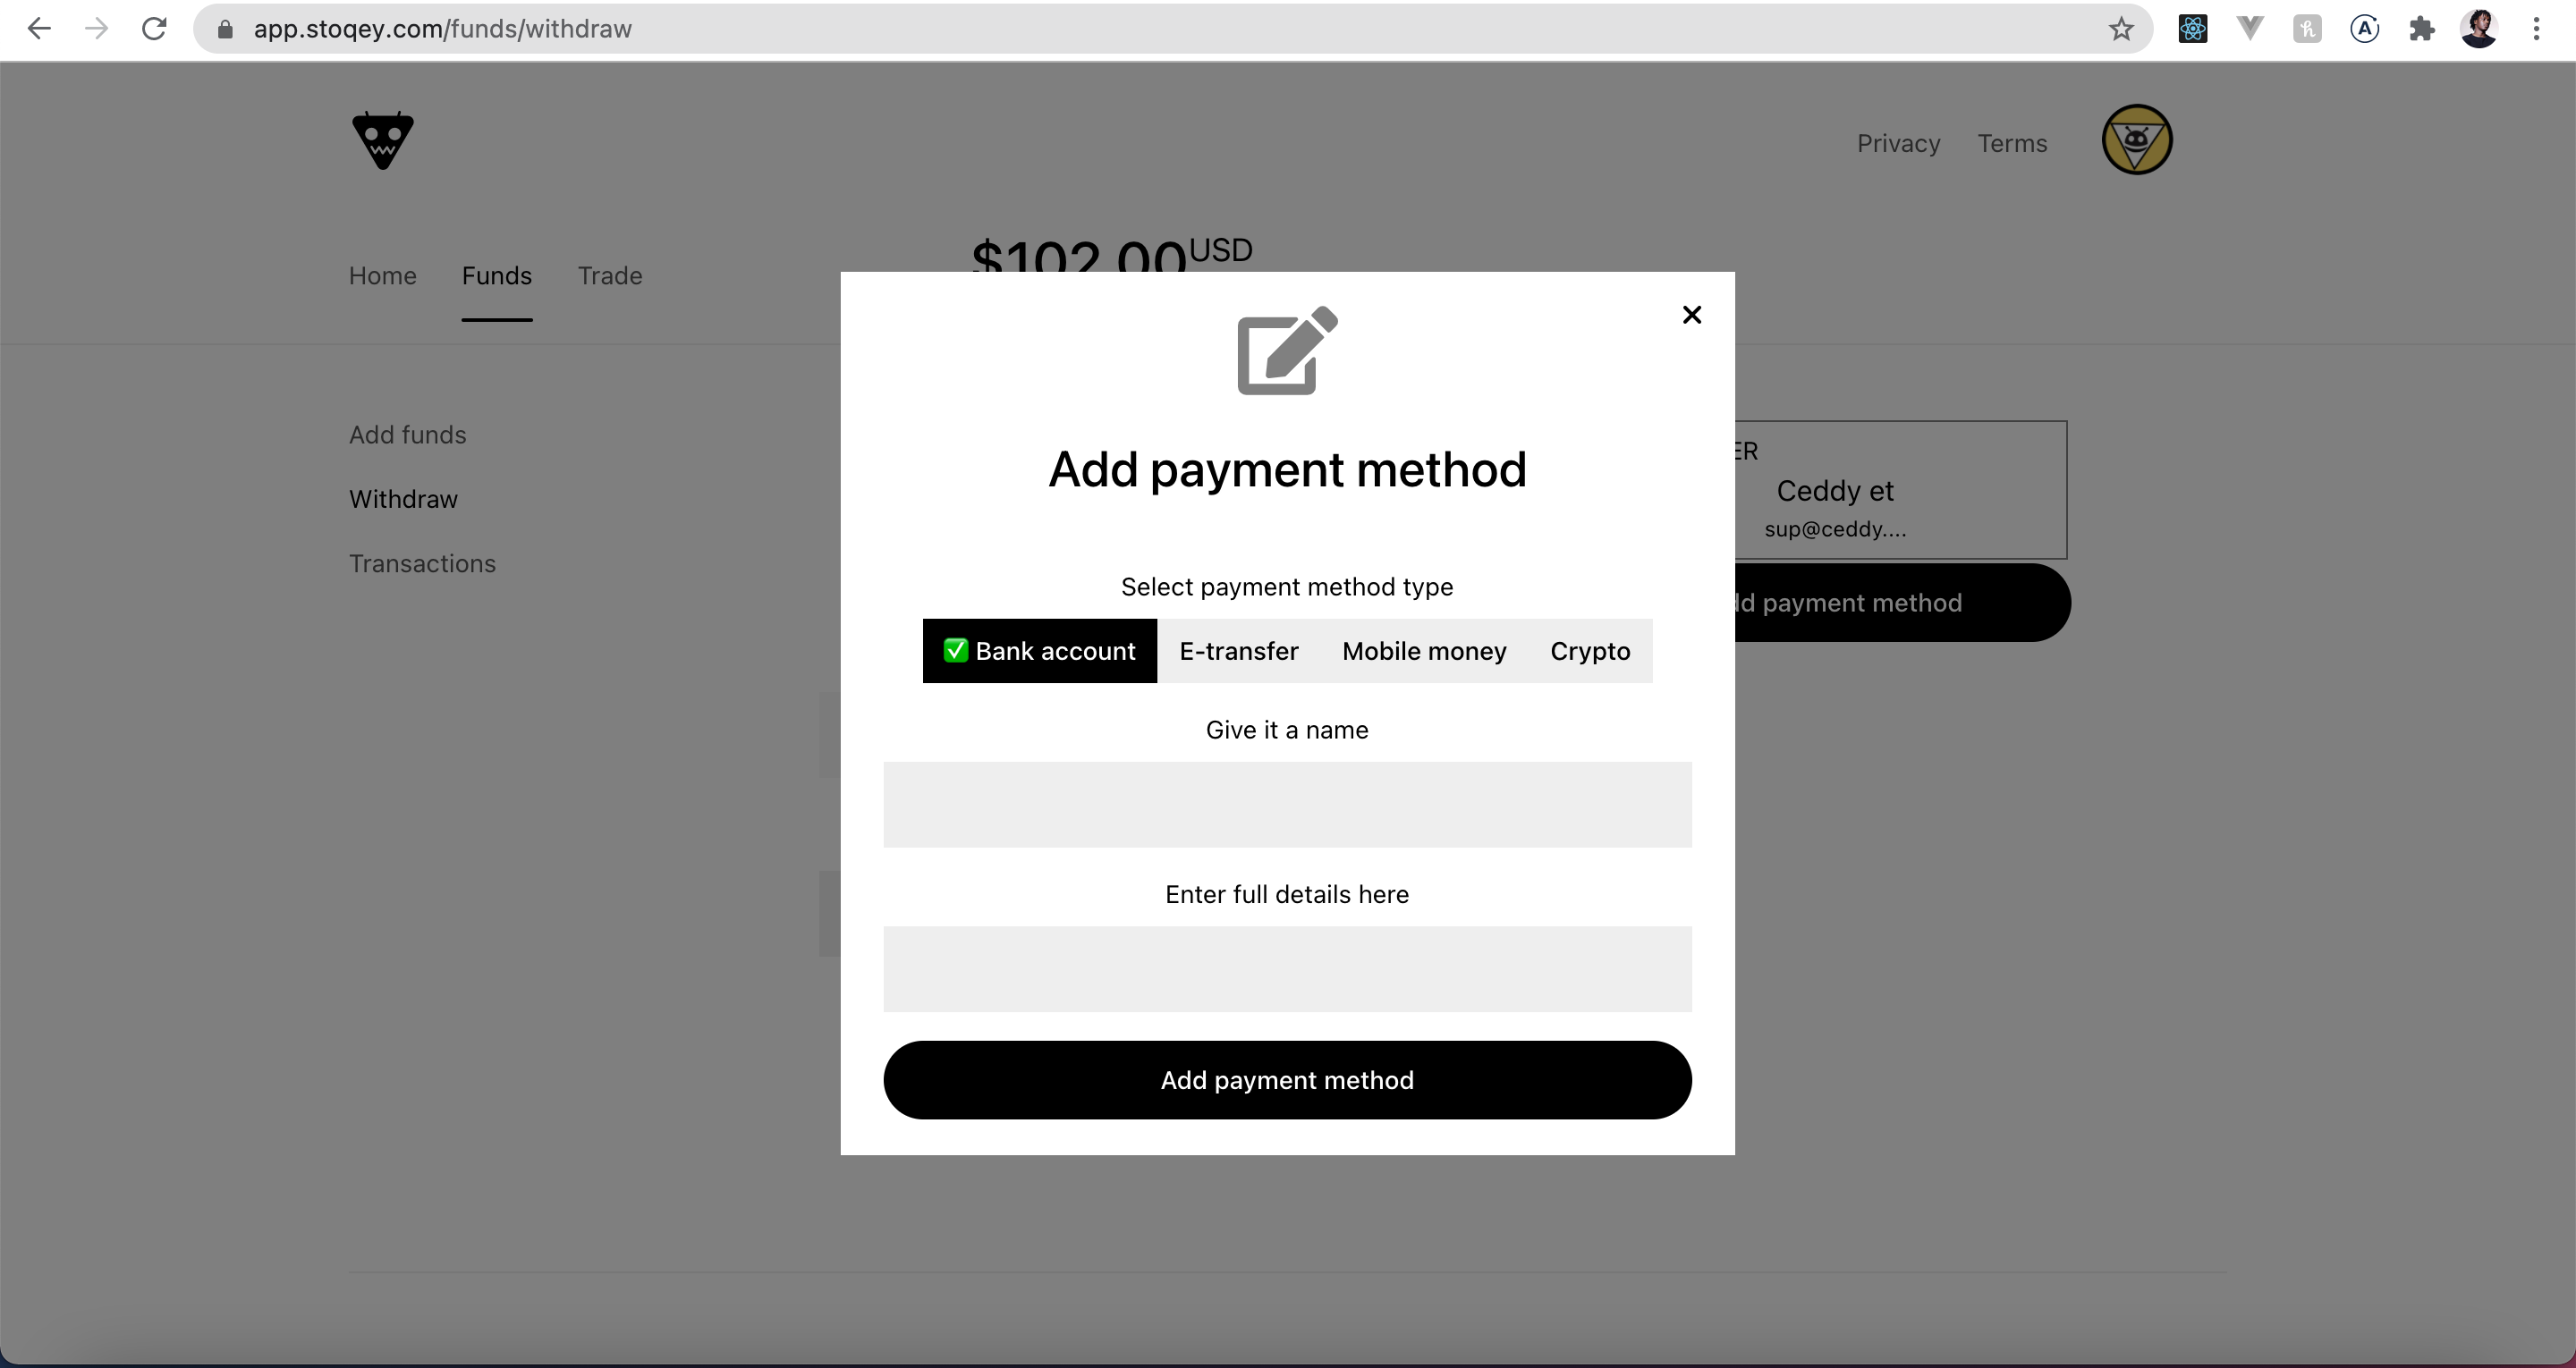 app.stoqey.com/funds/withdraw
Privacy Terms
$102.00USD
Home Funds Trade
Add payment method
Add funds
ER
Ceddy et
Withdraw
sup@ceddy....
Transactions
Select payment method type
dd payment method
✅ Bank account E-transfer Mobile money Crypto
Give it a name
Enter full details here
Add payment method